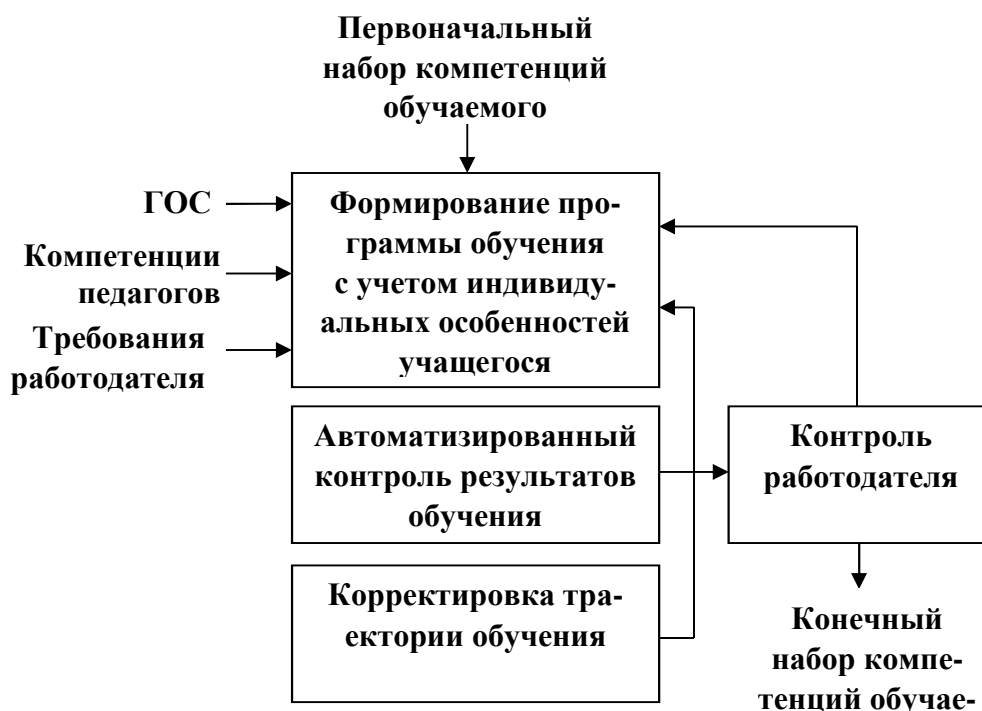 Первоначальный
набор компетенций
обучаемого
ГОС
Компетенции
педагогов
Требования
работодателя
Формирование про-
граммы обучения
с учетом индивиду-
альных особенностей
учащегося
Автоматизированный
контроль результатов
обучения
Контроль
работодателя
Корректировка тра-
ектории обучения
Конечный
набор компе-
тенций обучае-